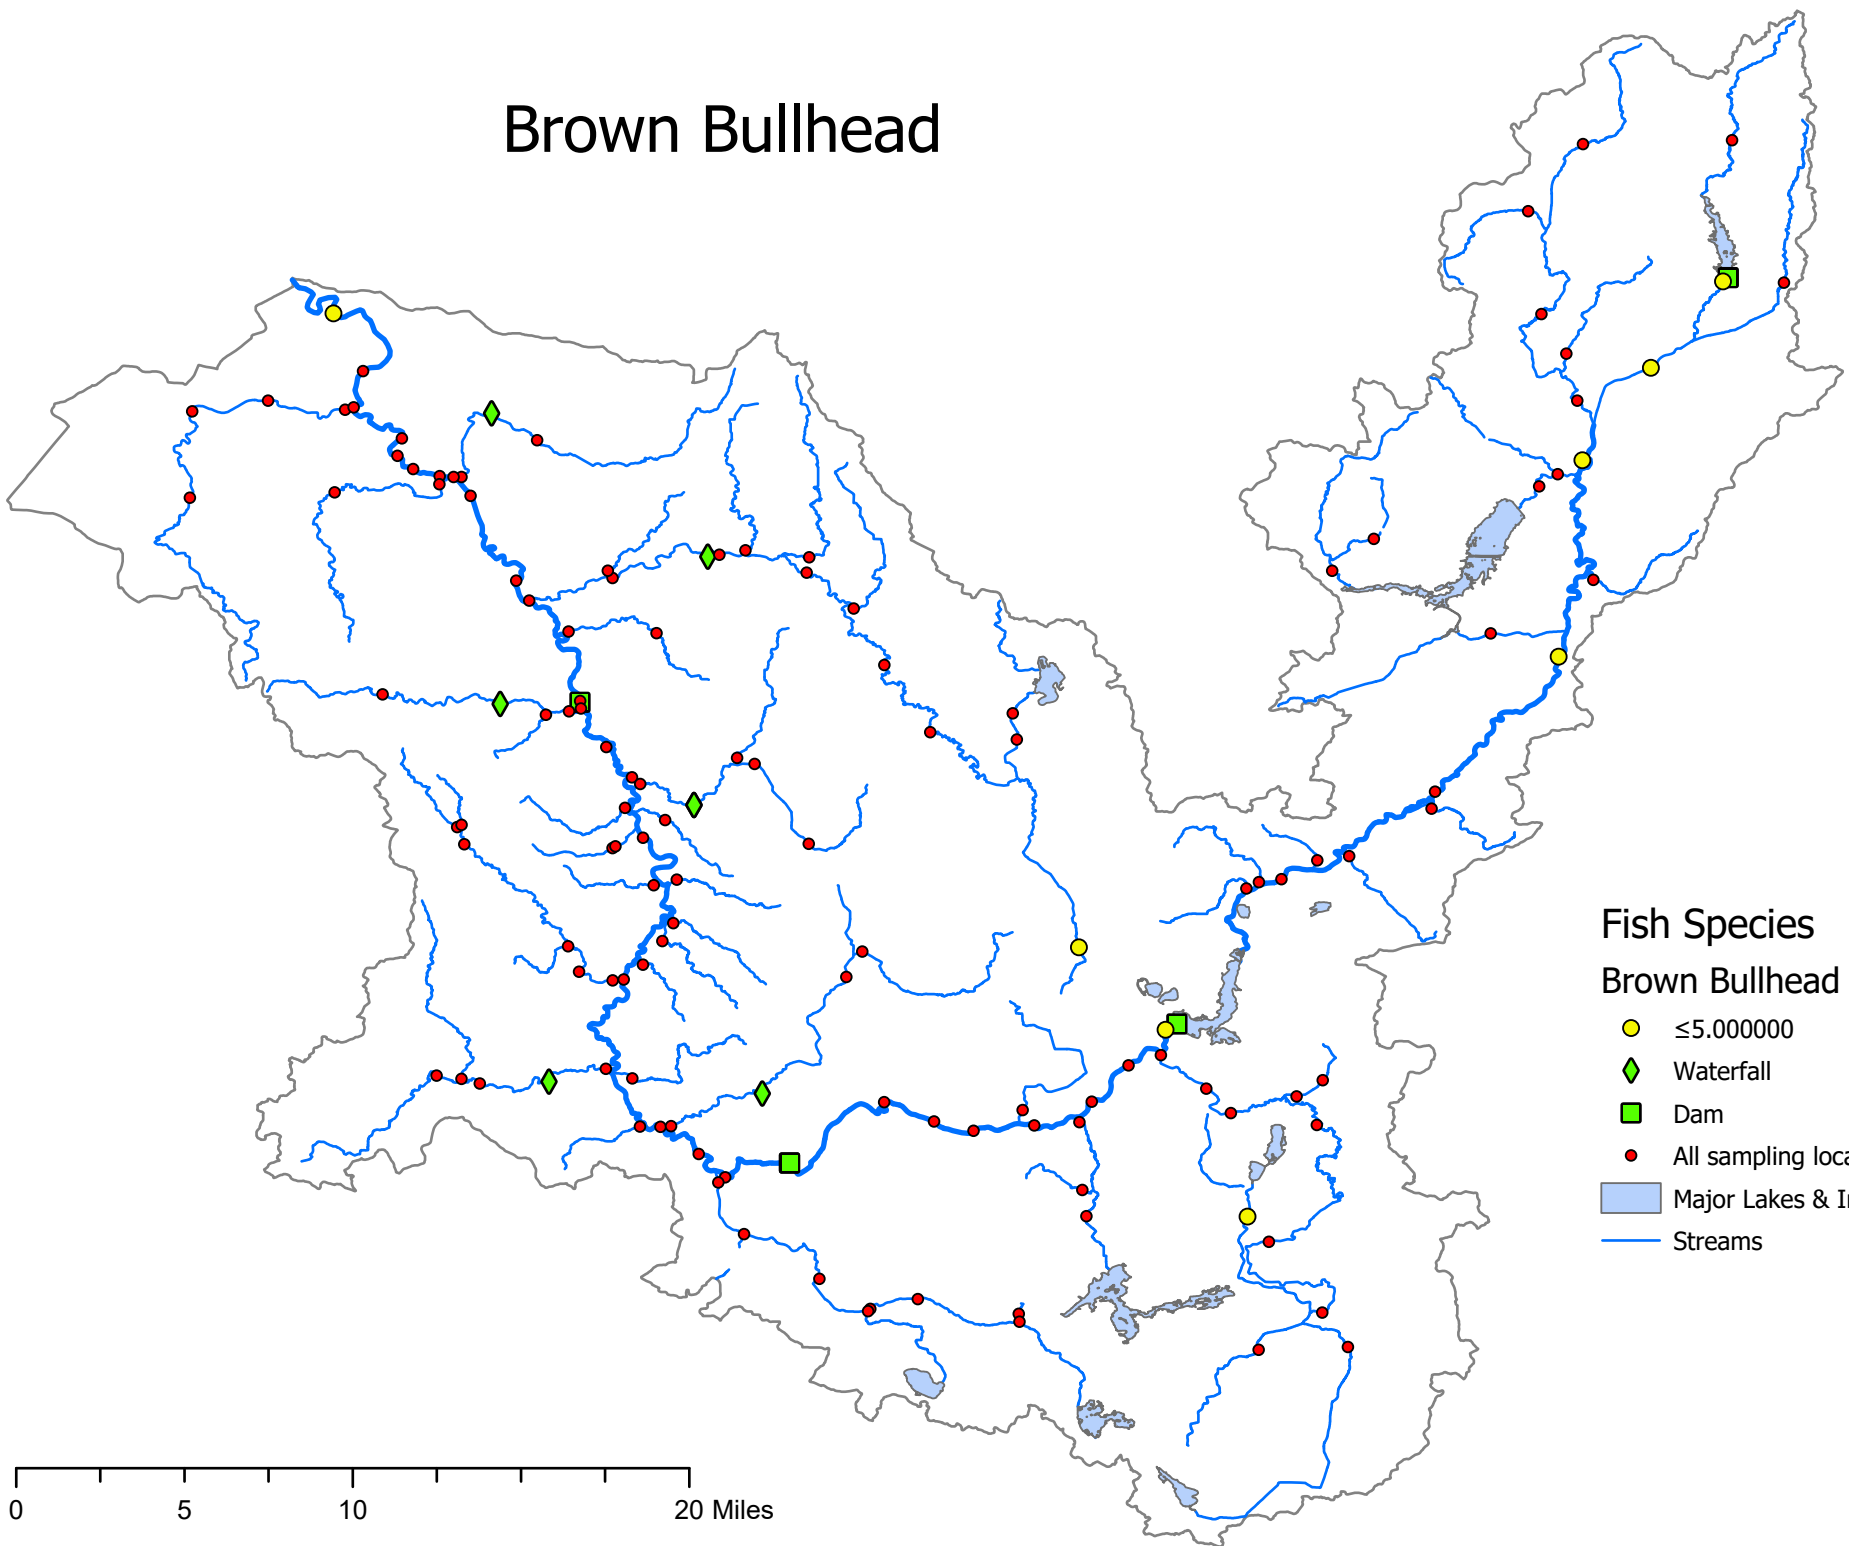 Brown Bullhead
Fish Species
Brown Bullhead
≤5.000000
Waterfall
Dam
All sampling loca
Major Lakes & I
Streams
0 5 10 20 Miles